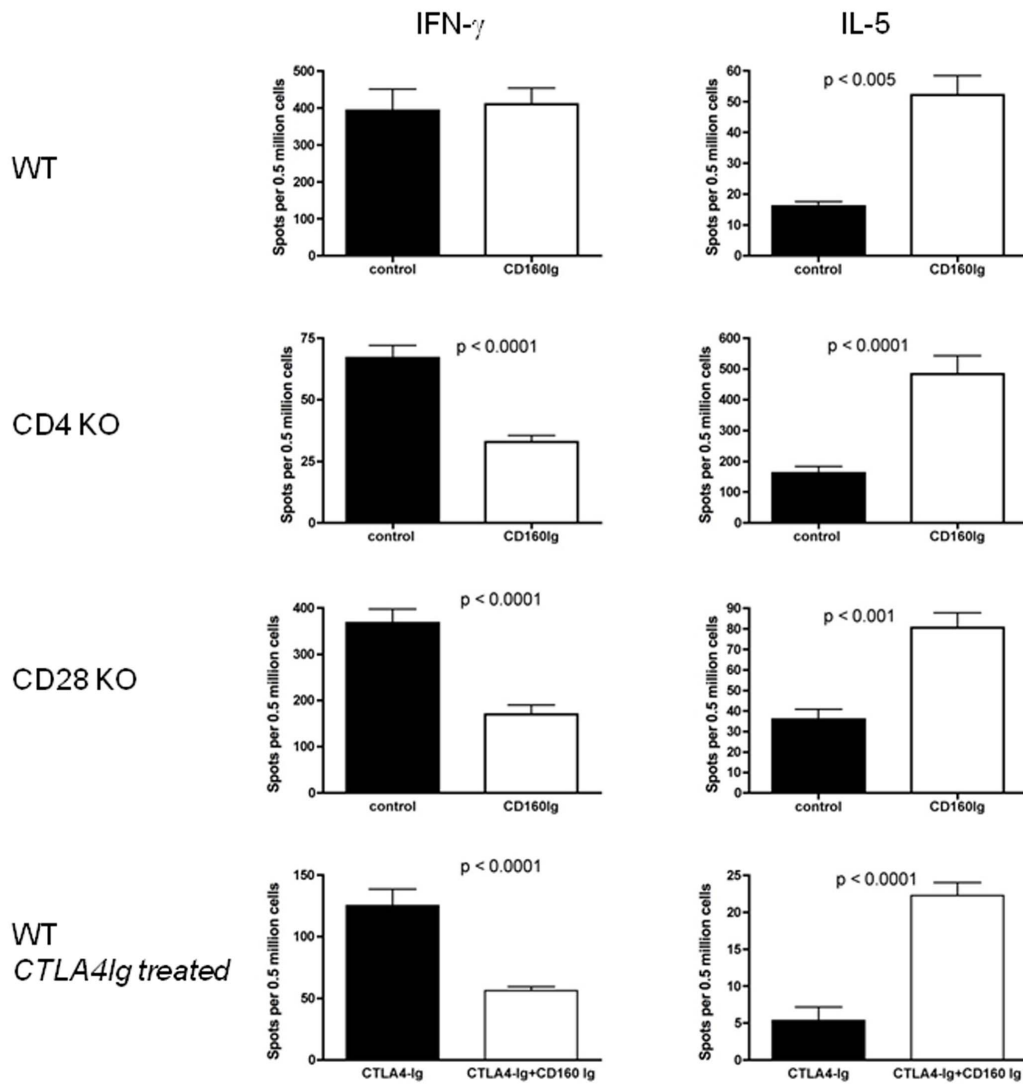 IFN-γ
IL-5
WT
Spots per 0.5 million cells
500
400
300
200
100
0
control
CD160Ig
Spots per 0.5 million cells
60
50
40
30
20
10
0
p < 0.005
control
CD160Ig
CD4 KO
Spots per 0.5 million cells
75
50
25
0
p < 0.0001
control
CD160Ig
Spots per 0.5 million cells
600
500
400
300
200
100
0
p < 0.0001
control
CD160Ig
CD28 KO
Spots per 0.5 million cells
400
300
200
100
0
p < 0.0001
control
CD160Ig
Spots per 0.5 million cells
90
80
70
60
50
40
30
20
10
0
p < 0.001
control
CD160Ig
WT
CTLA4Ig treated
Spots per 0.5 million cells
150
100
50
0
p < 0.0001
CTLA4-Ig
CTLA4-Ig+CD160 Ig
Spots per 0.5 million cells
25
20
15
10
5
0
p < 0.0001
CTLA4-Ig
CTLA4-Ig+CD160 Ig